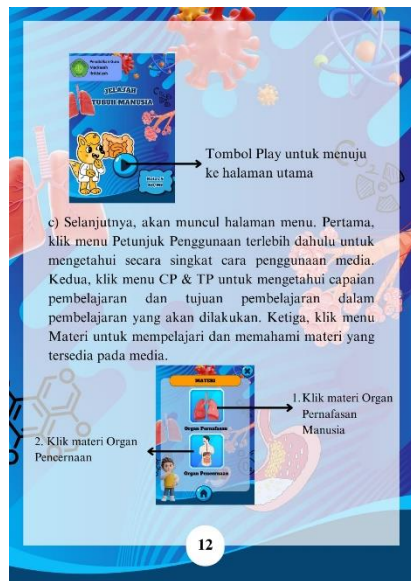 JELAJAH
TUBUH MANUSIA
Tombol Play untuk menuju
ke halaman utama
c) Selanjutnya, akan muncul halaman menu. Pertama,
klik menu Petunjuk Penggunaan terlebih dahulu untuk
mengetahui secara singkat cara penggunaan media.
Kedua, klik menu CP & TP untuk mengetahui capaian
pembelajaran dan tujuan pembelajaran dalam
pembelajaran yang akan dilakukan. Ketiga, klik menu
Materi untuk mempelajari dan memahami materi yang
tersedia pada media.
MATERI
Organ Pernafasan
1. Klik materi Organ
Pernafasan
Manusia
2. Klik materi Organ
Pencernaan
Organ Pencernaan
12